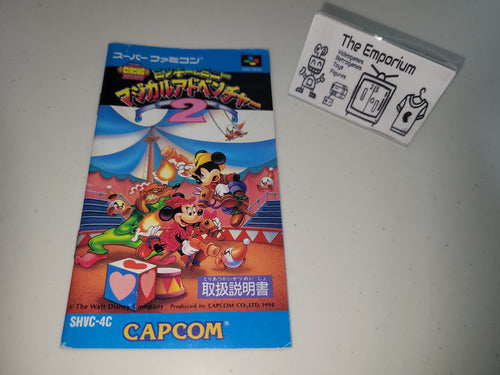 スーパーファミコン
CIRCUS
ミッキーとミニー
マジカルアドベンチャー
2
とりあつかいせつめいしょ
取扱説明書
© The Walt Disney Company Produced by CAPCOM CO., LTD. 1994
SHVC-4C
CAPCOM
The Emporium
Videogames
Retrogames
Toys
Figures